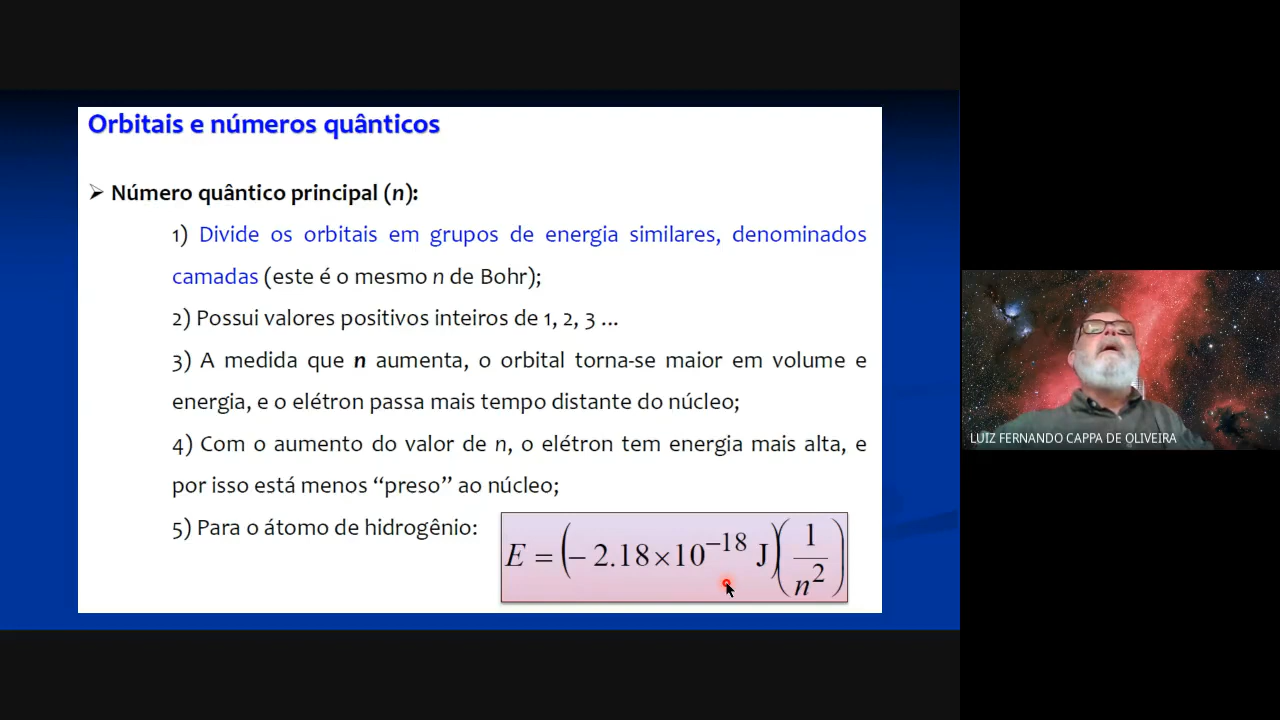 Orbitais e números quânticos
➢ Número quântico principal (n):
1) Divide os orbitais em grupos de energia similares, denominados
camadas (este é o mesmo n de Bohr);
2) Possui valores positivos inteiros de 1, 2, 3 ...
3) A medida que n aumenta, o orbital torna-se maior em volume e
energia, e o elétron passa mais tempo distante do núcleo;
4) Com o aumento do valor de n, o elétron tem energia mais alta, e
por isso está menos “preso” ao núcleo;
5) Para o átomo de hidrogênio: E = (− 2.18×10⁻¹⁸ J)(1/n²)
LUIZ FERNANDO CAPPA DE OLIVEIRA